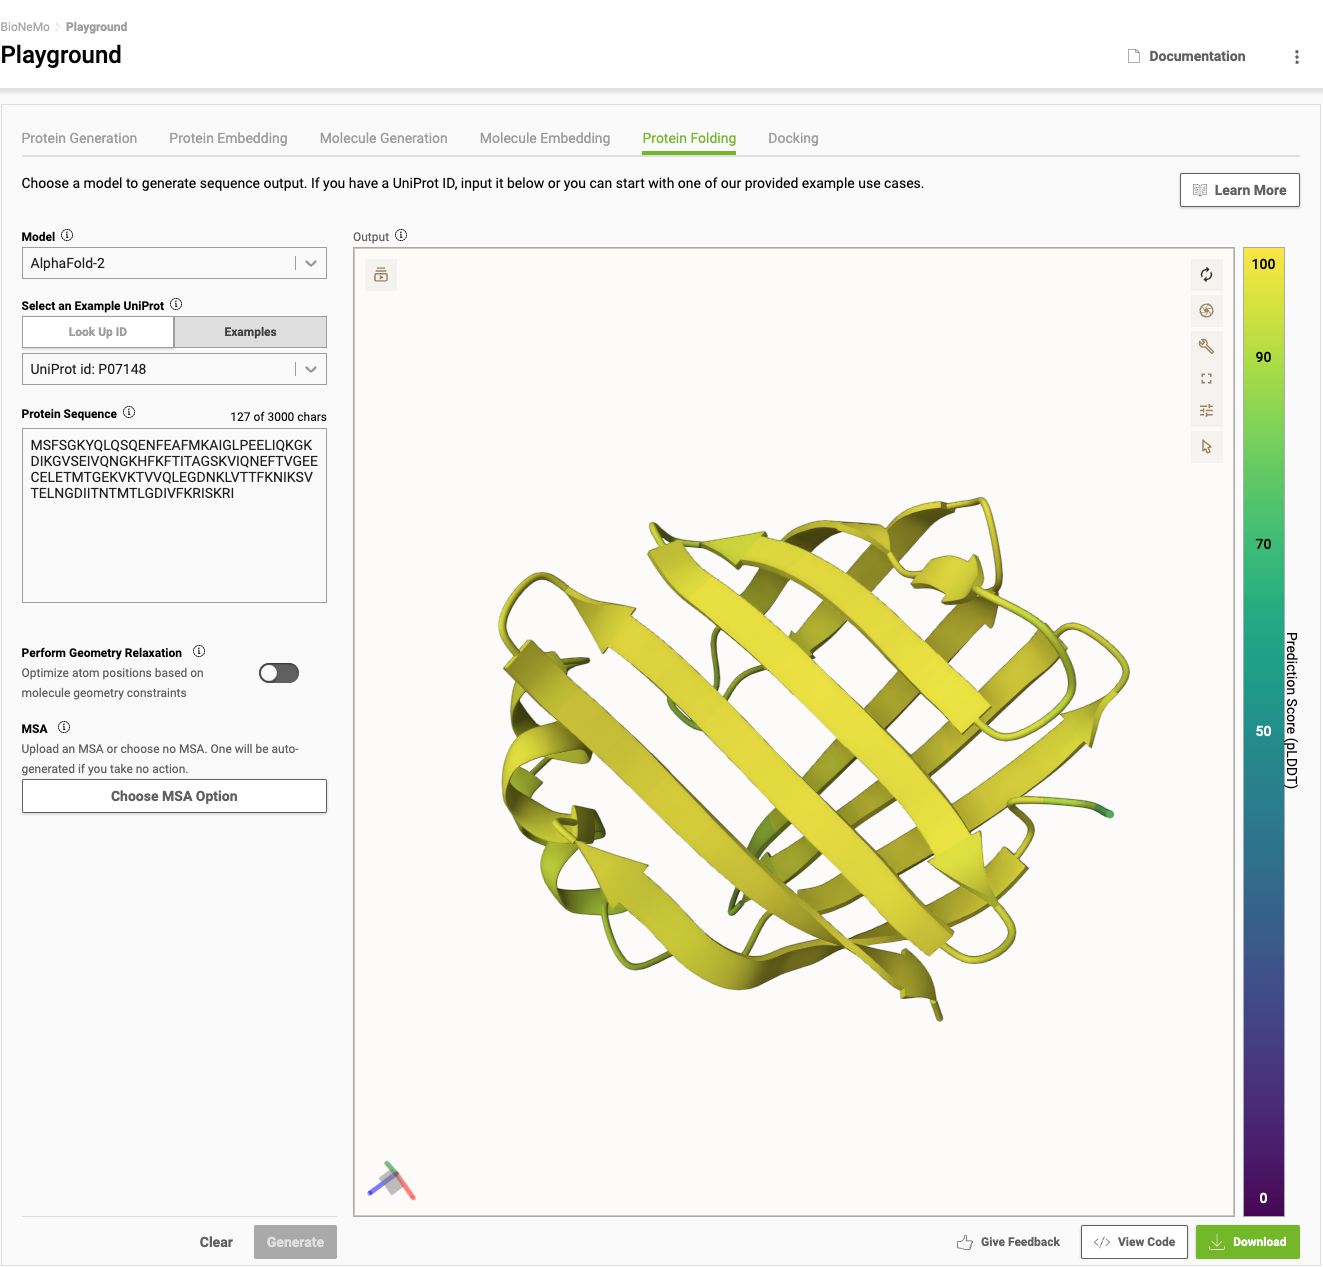 BioNeMo > Playground
Playground
Documentation
Protein Generation
Protein Embedding
Molecule Generation
Molecule Embedding
Protein Folding
Docking
Choose a model to generate sequence output. If you have a UniProt ID, input it below or you can start with one of our provided example use cases.
Learn More
Model
AlphaFold-2
Select an Example UniProt
Look Up ID
Examples
UniProt id: P07148
Protein Sequence
127 of 3000 chars
MSFSGKYQLQSQENFEAFMKAIGLPEELIQKGK
DIKGVSEIVQNGKHFKFTITAGSKVIQNEFTVGEE
CELETMTGEKVKTVVQLEGDNKLVTTFKNIKSV
TELNGDIITNTMTLGDIVFKRISKRI
Perform Geometry Relaxation
Optimize atom positions based on
molecule geometry constraints
MSA
Upload an MSA or choose no MSA. One will be auto-
generated if you take no action.
Choose MSA Option
Clear
Generate
Output
100
90
70
50
0
Prediction Score (pLDDT)
Give Feedback
</> View Code
Download